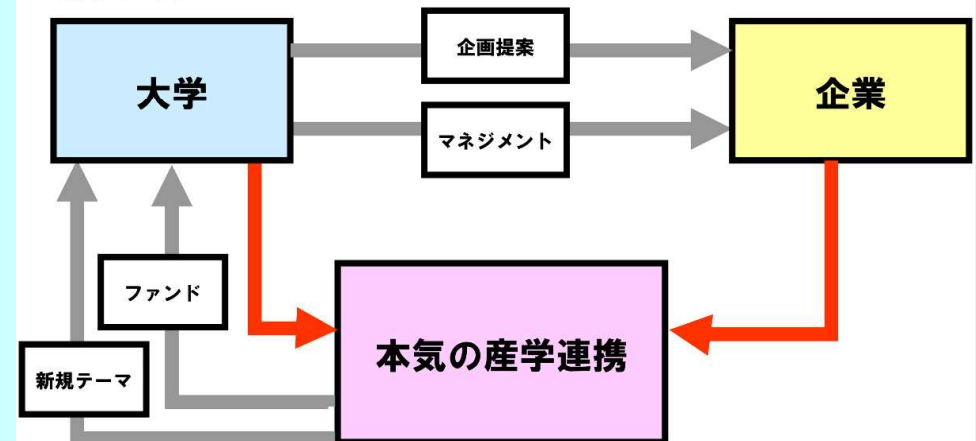 大学
企画提案
企業
マネジメント
ファンド
本気の産学連携
新規テーマ